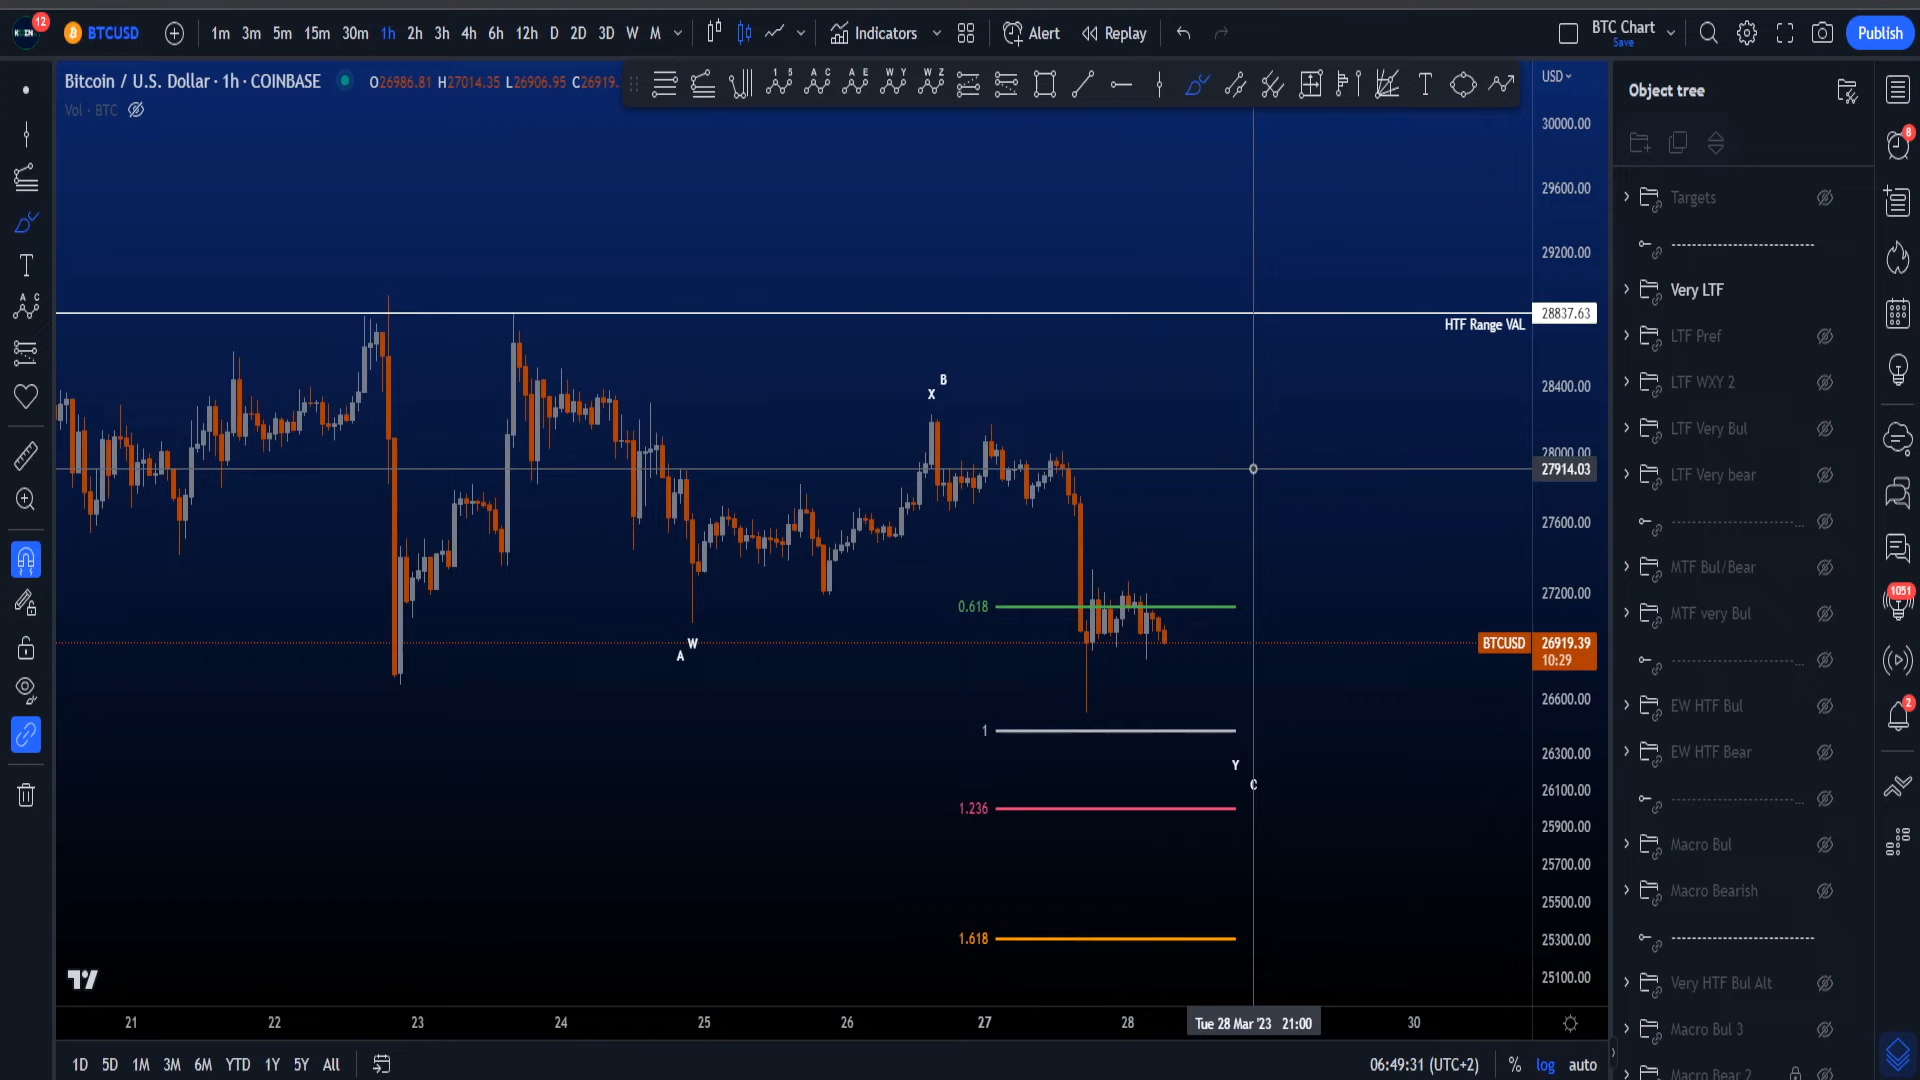 12
BTCUSD
1m 3m 5m 15m 30m 1h 2h 3h 4h 6h 12h D 2D 3D W M
Indicators
Alert
Replay
BTC Chart
Save
Publish
Bitcoin / U.S. Dollar · 1h · COINBASE
O26986.81 H27014.35 L26906.95 C26919.
Vol · BTC
USD
Object tree
30000.00
29600.00
29200.00
28837.63
HTF Range VAL
28400.00
28000.00
27914.03
27600.00
27200.00
BTCUSD 26919.39
10:29
26600.00
26300.00
26100.00
25900.00
25700.00
25500.00
25300.00
25100.00
B
X
W
A
0.618
1
Y
C
1.236
1.618
21 22 23 24 25 26 27 28 Tue 28 Mar '23 21:00 30
1D 5D 1M 3M 6M YTD 1Y 5Y All
06:49:31 (UTC+2) % log auto
Targets
---------------------------
Very LTF
LTF Pref
LTF WXY 2
LTF Very Bul
LTF Very bear
-------------------------...
MTF Bul/Bear
MTF very Bul
-------------------------...
EW HTF Bul
EW HTF Bear
-------------------------...
Macro Bul
Macro Bearish
---------------------------
Very HTF Bul Alt
Macro Bul 3
Macro Bear 2
8
1051
2